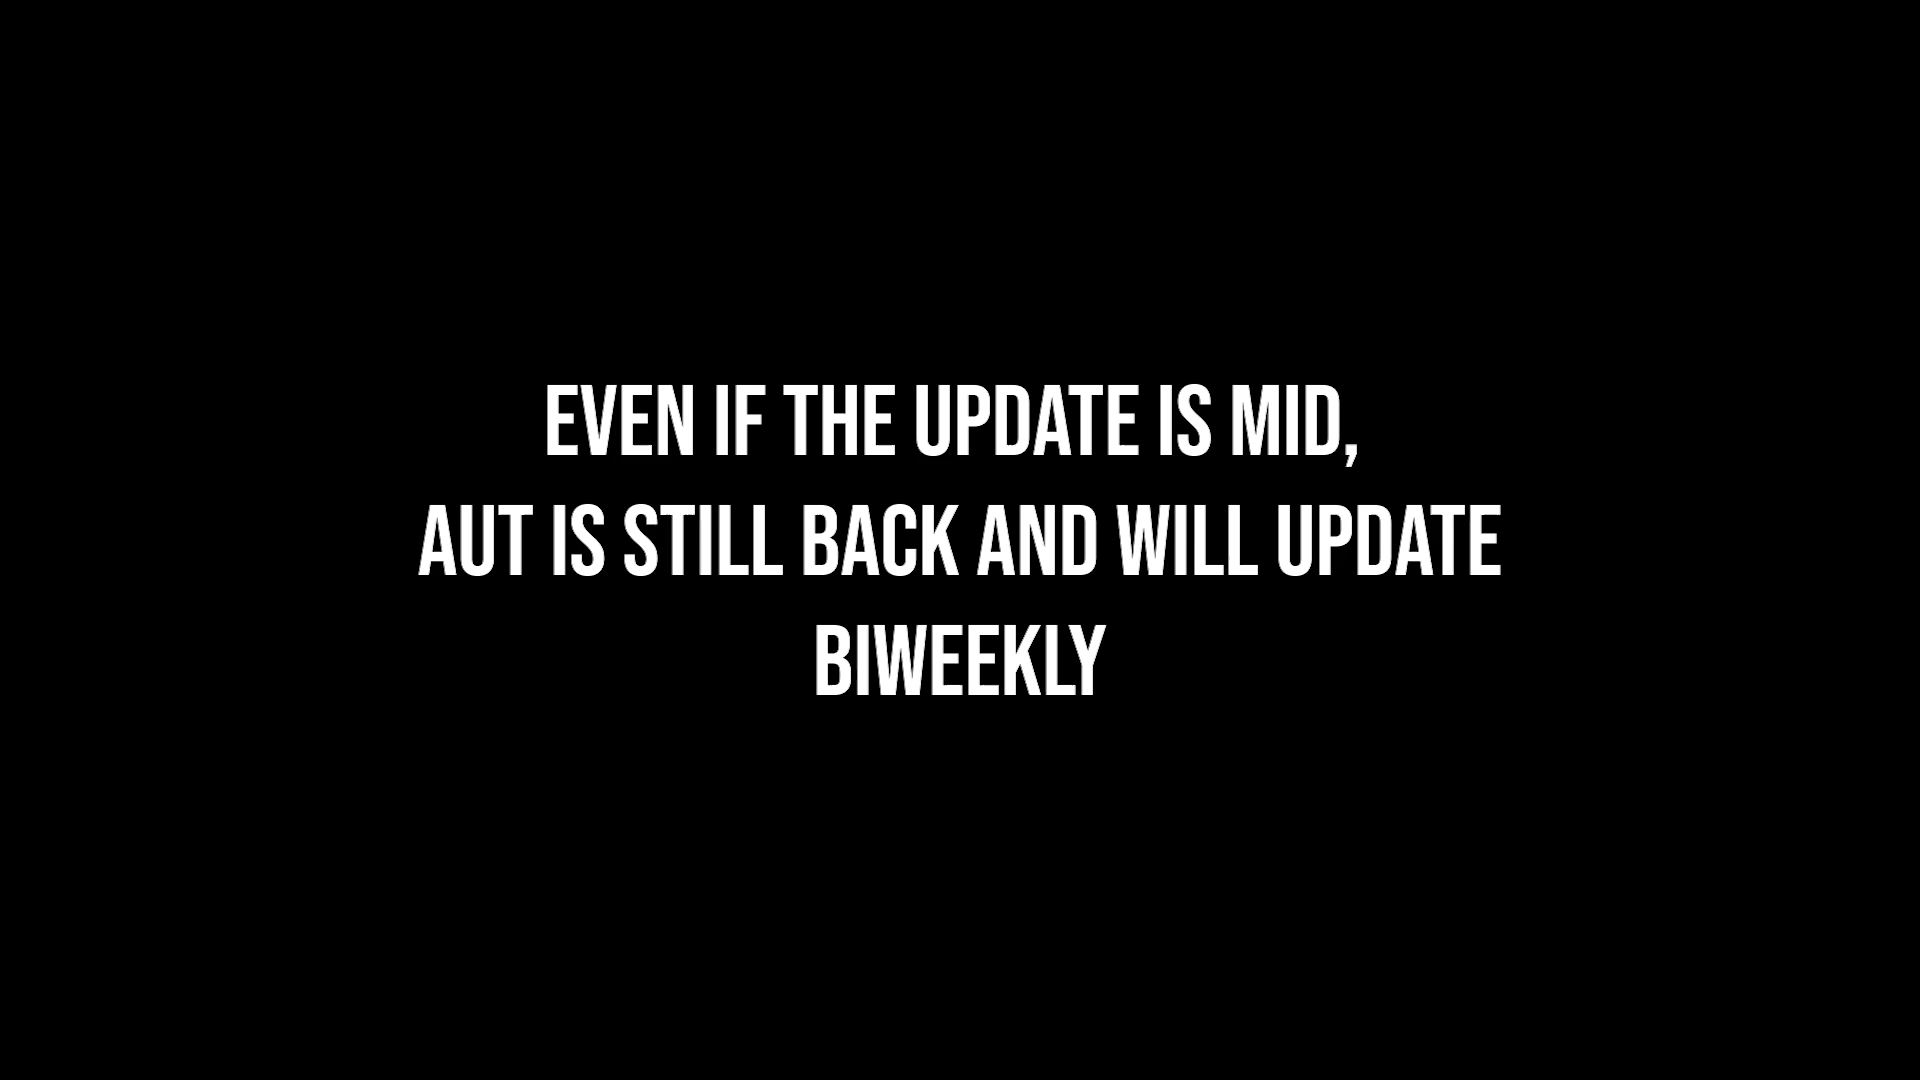 EVEN IF THE UPDATE IS MID,
AUT IS STILL BACK AND WILL UPDATE
BIWEEKLY